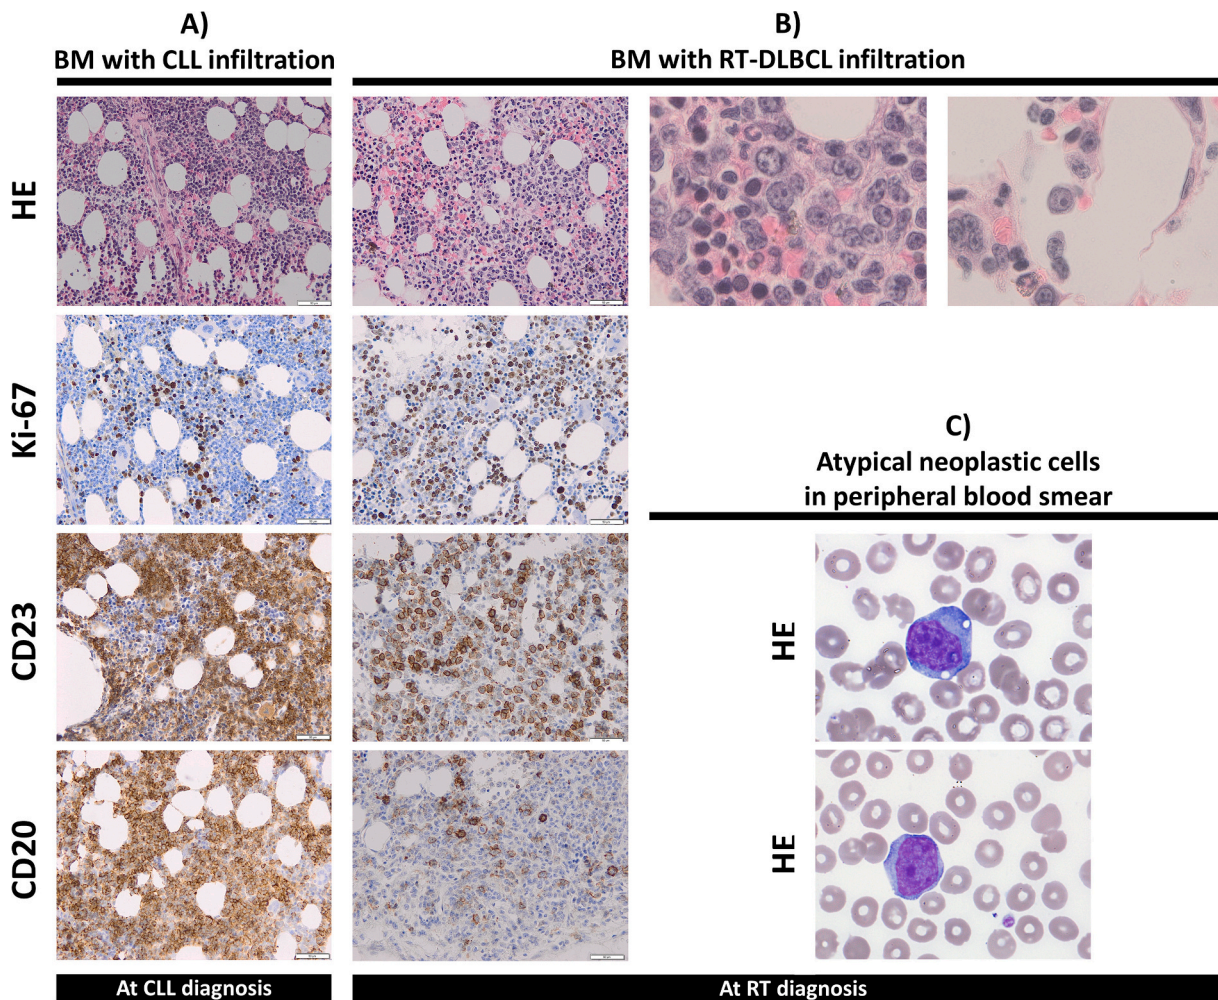 A)
BM with CLL infiltration
B)
BM with RT-DLBCL infiltration
HE
Ki-67
C)
Atypical neoplastic cells
in peripheral blood smear
CD23
HE
CD20
HE
At CLL diagnosis
At RT diagnosis